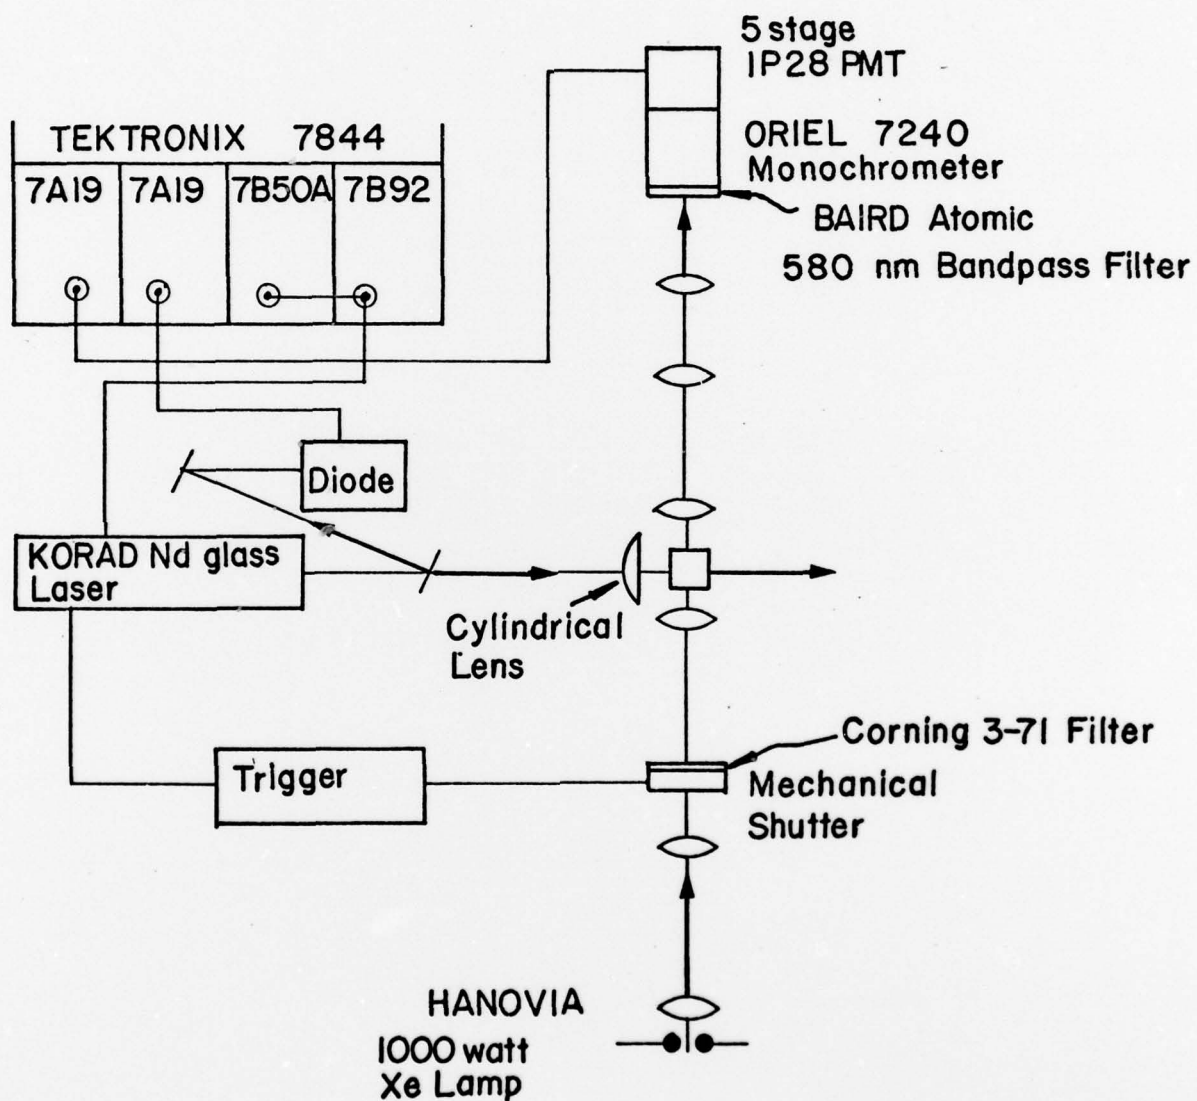 5 stage
1P28 PMT
TEKTRONIX 7844
7A19 7A19 7B50A 7B92
ORIEL 7240
Monochrometer
BAIRD Atomic
580 nm Bandpass Filter
Diode
KORAD Nd glass
Laser
Cylindrical
Lens
Corning 3-71 Filter
Trigger
Mechanical
Shutter
HANOVIA
1000 watt
Xe Lamp